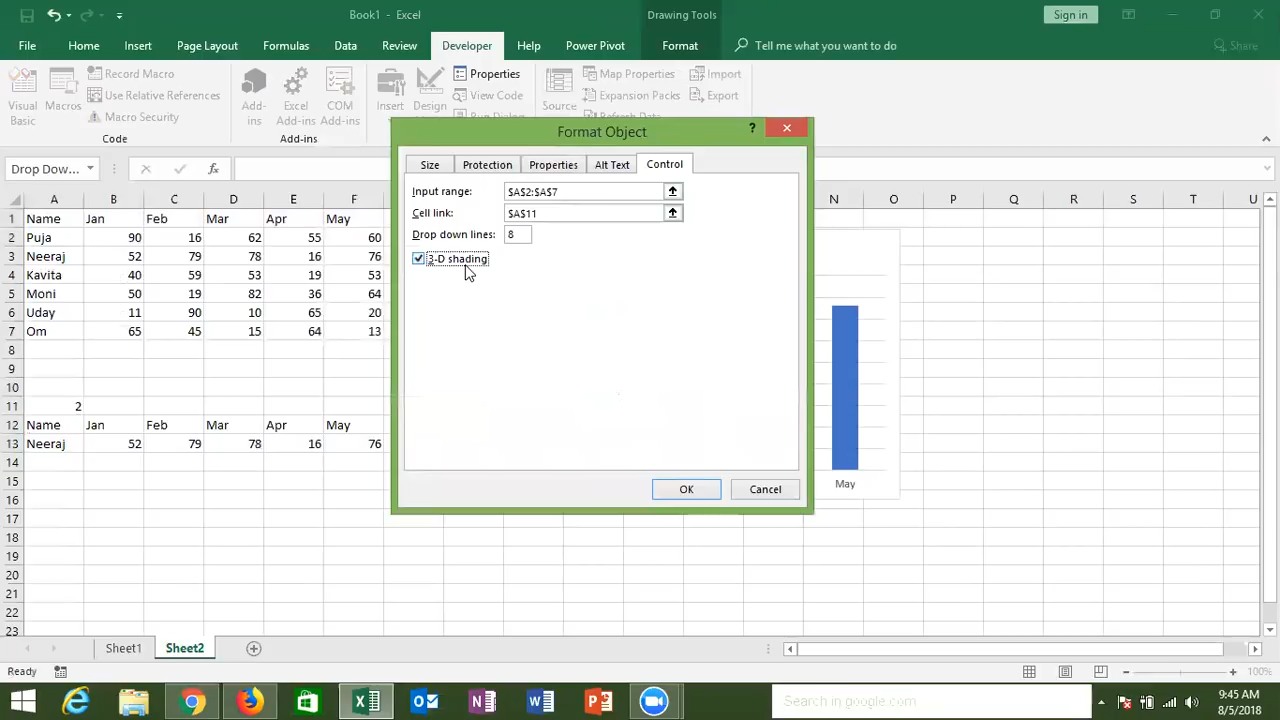 Book1 - Excel
Drawing Tools
Sign in
File Home Insert Page Layout Formulas Data Review Developer Help Power Pivot Format Tell me what you want to do Share
Visual Basic
Macros
Record Macro
Use Relative References
Macro Security
Code
Add-ins
Excel Add-ins
COM Add-ins
Add-ins
Insert
Design
Properties
View Code
Run Dialog
Source
Map Properties
Expansion Packs
Refresh Data
Import
Export
Drop Dow...
fx
Format Object
?
Size Protection Properties Alt Text Control
Input range: $A$2:$A$7
Cell link: $A$11
Drop down lines: 8
3-D shading
OK Cancel
A B C D E F N O P Q R S T U
1 Name Jan Feb Mar Apr May
2 Puja 90 16 62 55 60
3 Neeraj 52 79 78 16 76
4 Kavita 40 59 53 19 53
5 Moni 50 19 82 36 64
6 Uday 11 90 10 65 20
7 Om 65 45 15 64 13
8
9
10
11 2
12 Name Jan Feb Mar Apr May
13 Neeraj 52 79 78 16 76
14
15
16
17
18
19
20
21
22
23
May
Sheet1 Sheet2
Ready
100%
Search in google.com
9:45 AM
8/5/2018